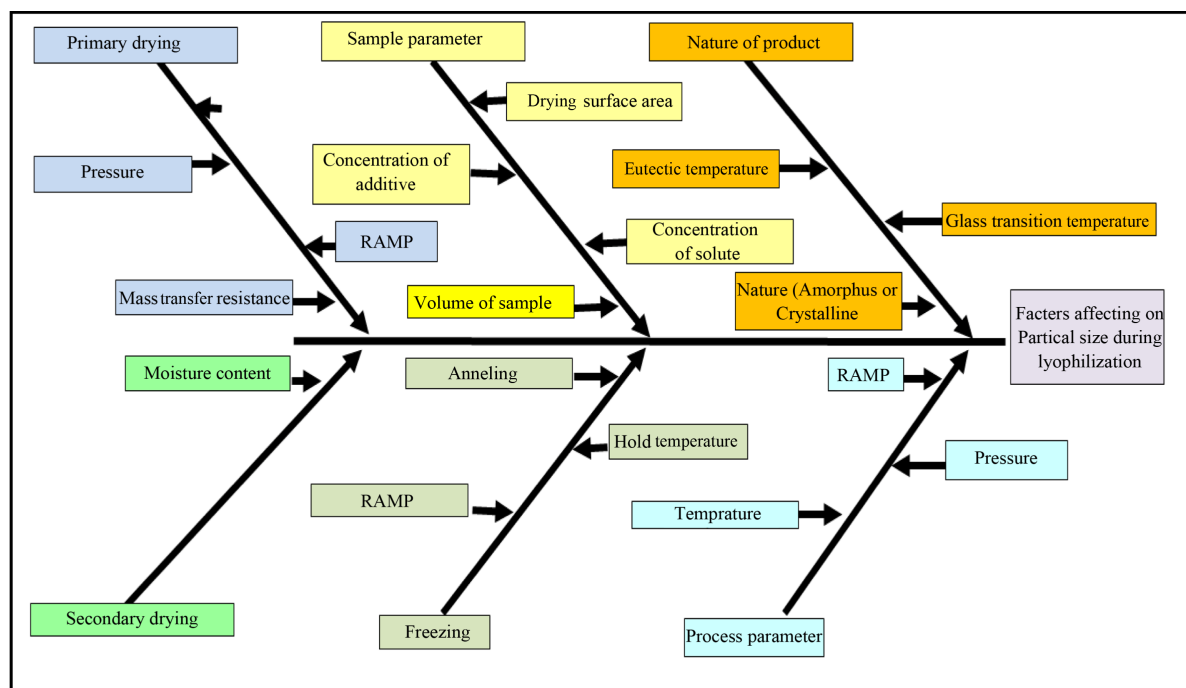 Primary drying
Sample parameter
Nature of product
Drying surface area
Pressure
Concentration of
additive
Eutectic temperature
Glass transition temperature
RAMP
Concentration
of solute
Mass transfer resistance
Volume of sample
Nature (Amorphus or
Crystalline
Facters affecting on
Partical size during
lyophilization
Moisture content
Anneling
RAMP
Hold temperature
Pressure
RAMP
Temprature
Secondary drying
Freezing
Process parameter